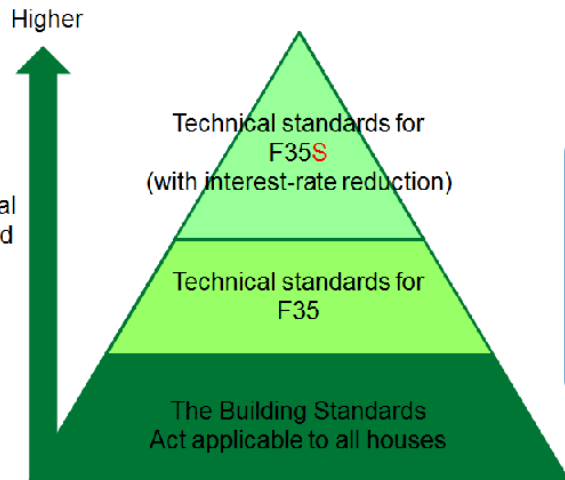 Higher
Technical standards for
F35S
(with interest-rate reduction)
Technical standards for
F35
The Building Standards
Act applicable to all houses